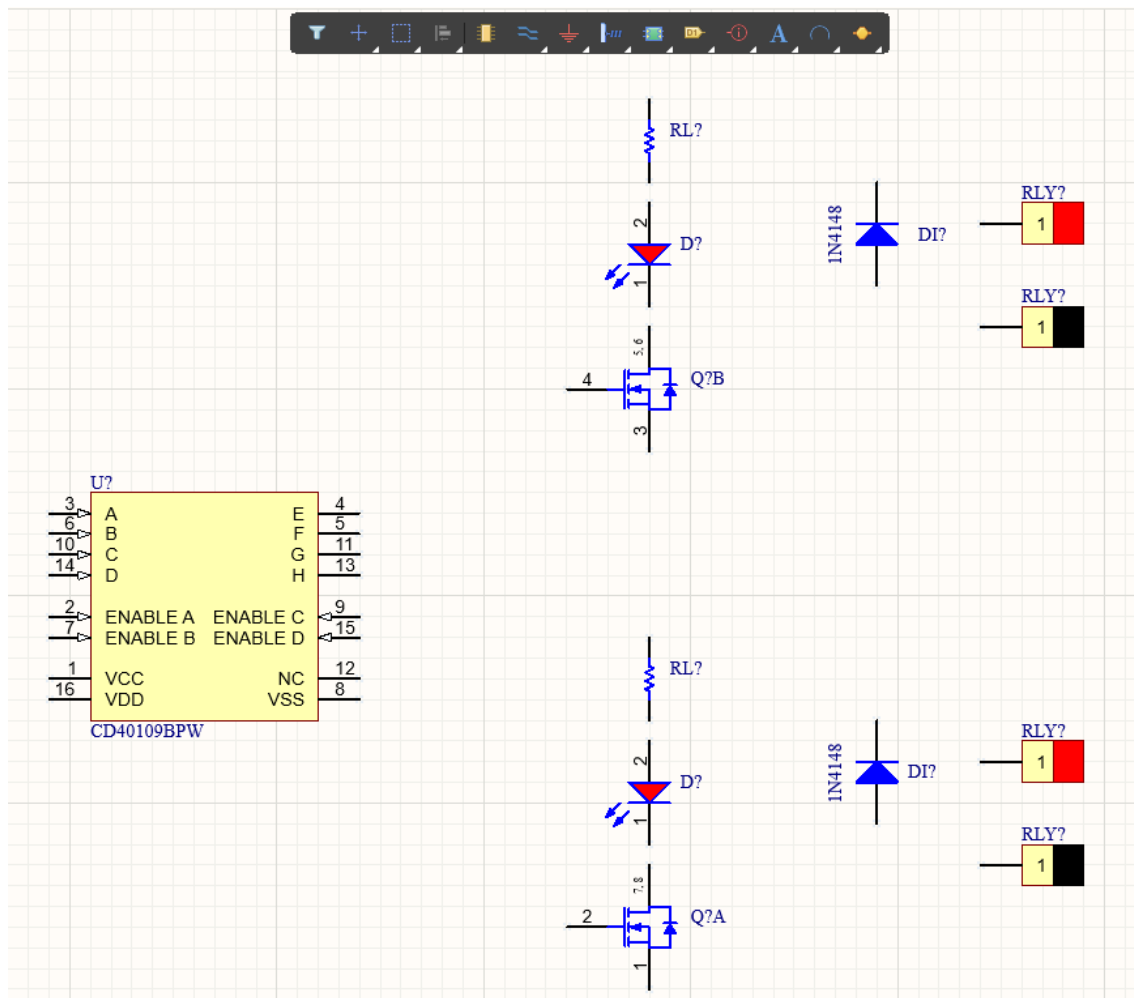 D1
A
RL?
2
D?
1
1N4148
DI?
RLY?
1
RLY?
1
5,6
4
Q?B
3
U?
3 A E 4
6 B F 5
10 C G 11
14 D H 13
2 ENABLE A ENABLE C 9
7 ENABLE B ENABLE D 15
1 VCC NC 12
16 VDD VSS 8
CD40109BPW
RL?
2
D?
1
1N4148
DI?
RLY?
1
RLY?
1
7,8
2
Q?A
1